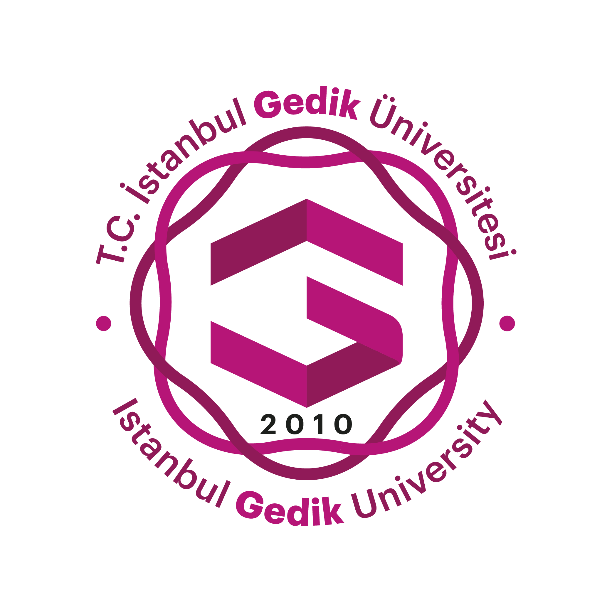 T.C. İstanbul Gedik Üniversitesi
2010
Istanbul Gedik University